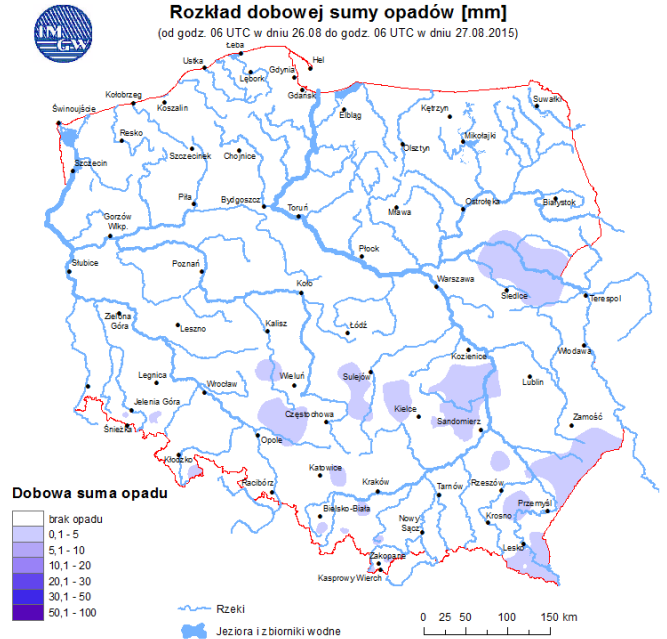 IM
GW
Rozkład dobowej sumy opadów [mm]
(od godz. 06 UTC w dniu 26.08 do godz. 06 UTC w dniu 27.08.2015)
Łeba
Hel
Ustka
Lębork
Gdynia
Gdańsk
Kołobrzeg
Koszalin
Elbląg
Kętrzyn
Suwałki
Świnoujście
Resko
Mikołajki
Szczecinek
Chojnice
Olsztyn
Szczecin
Piła
Bydgoszcz
Toruń
Mława
Ostrołęka
Białystok
Gorzów
Wlkp.
Płock
Słubice
Poznań
Koło
Warszawa
Siedlce
Terespol
Zielona
Góra
Leszno
Kalisz
Łódź
Kozienice
Włodawa
Legnica
Wrocław
Wieluń
Sulejów
Lublin
Jelenia Góra
Częstochowa
Kielce
Sandomierz
Zamość
Śnieżka
Opole
Kłodzko
Katowice
Racibórz
Kraków
Tarnów
Rzeszów
Przemyśl
Bielsko-Biała
Nowy
Sącz
Krosno
Lesko
Zakopane
Kasprowy Wierch
Dobowa suma opadu
brak opadu
0,1 - 5
5,1 - 10
10,1 - 20
20,1 - 30
30,1 - 50
50,1 - 100
Rzeki
Jeziora i zbiorniki wodne
0 25 50 100 150 km